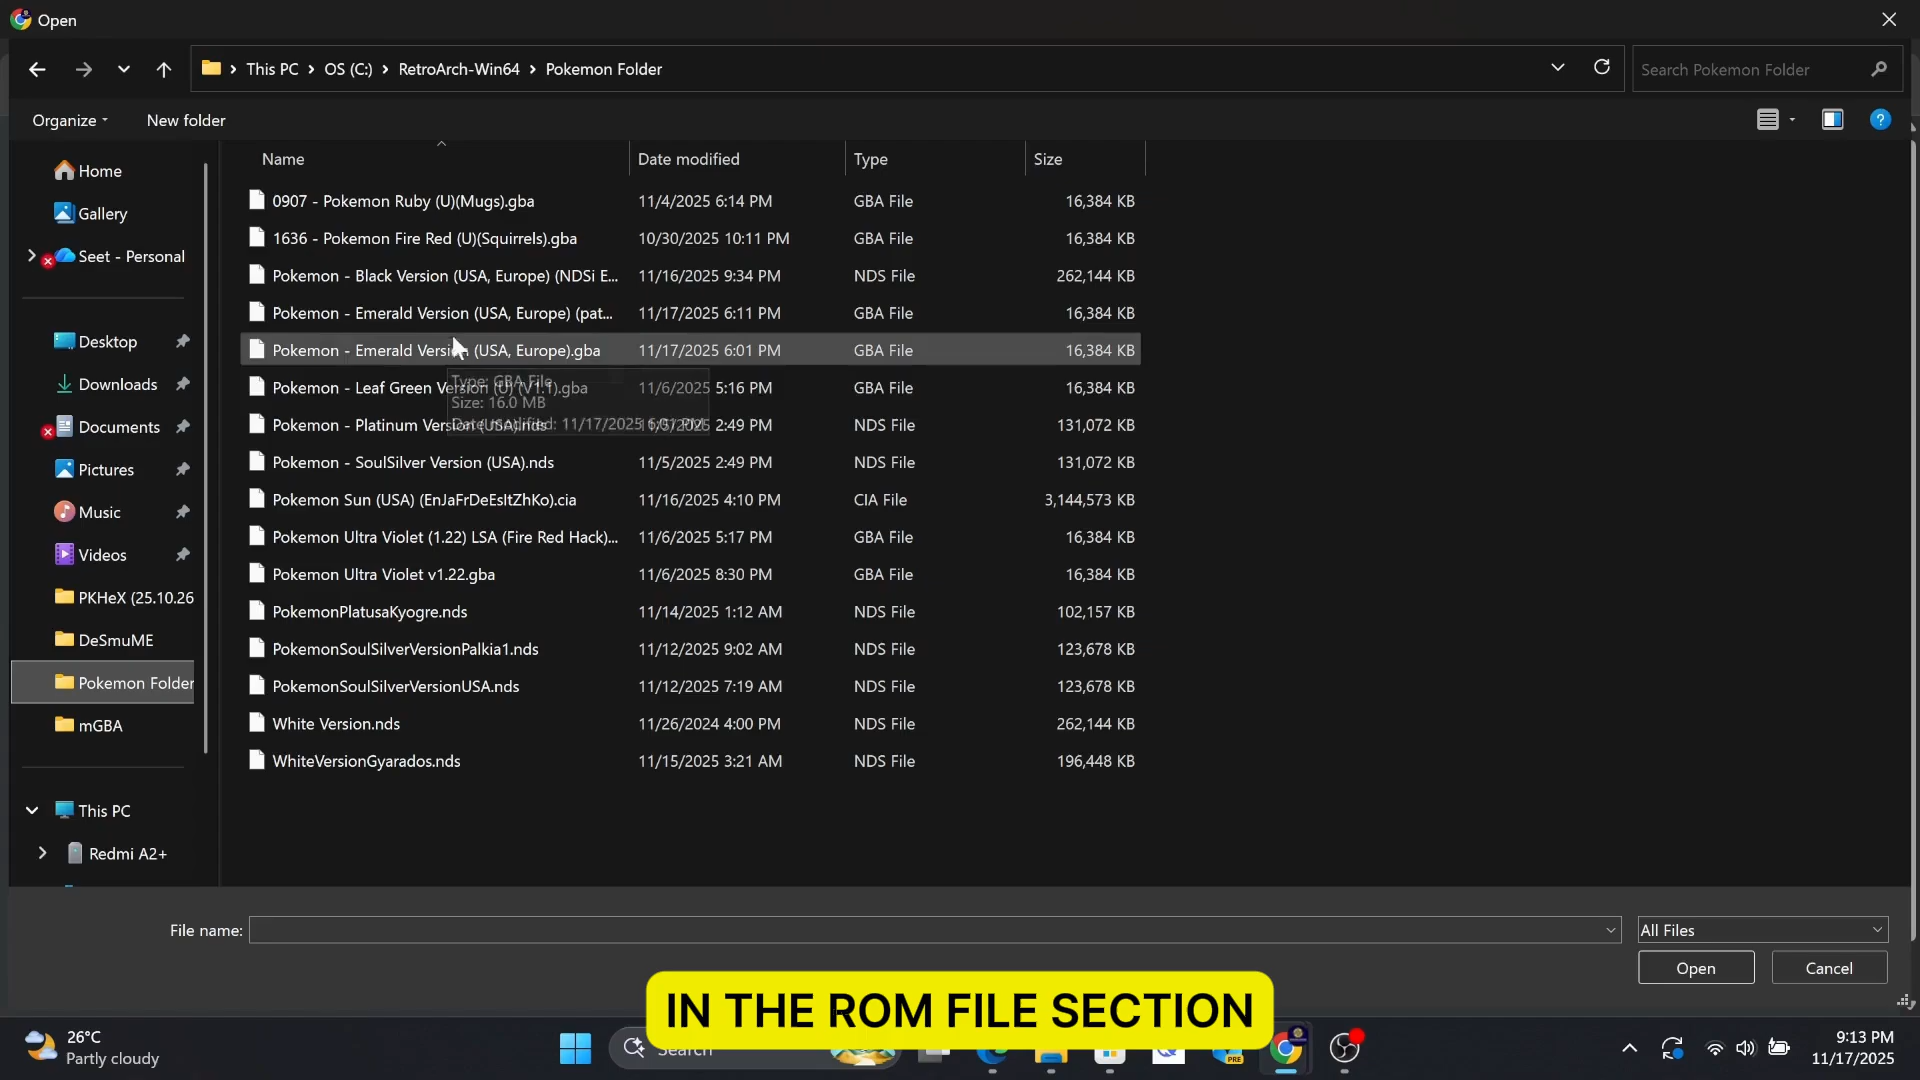 Open
This PC > OS (C:) > RetroArch-Win64 > Pokemon Folder
Search Pokemon Folder
Organize
New folder
Home
Gallery
Seet - Personal
Desktop
Downloads
Documents
Pictures
Music
Videos
PKHeX (25.10.26
DeSmuME
Pokemon Folder
mGBA
This PC
Redmi A2+
Name Date modified Type Size
0907 - Pokemon Ruby (U)(Mugs).gba 11/4/2025 6:14 PM GBA File 16,384 KB
1636 - Pokemon Fire Red (U)(Squirrels).gba 10/30/2025 10:11 PM GBA File 16,384 KB
Pokemon - Black Version (USA, Europe) (NDSi E... 11/16/2025 9:34 PM NDS File 262,144 KB
Pokemon - Emerald Version (USA, Europe) (pat... 11/17/2025 6:11 PM GBA File 16,384 KB
Pokemon - Emerald Version (USA, Europe).gba 11/17/2025 6:01 PM GBA File 16,384 KB
Type: GBA File
Pokemon - Leaf Green Version (U) (V1.1).gba 11/6/2025 5:16 PM GBA File 16,384 KB
Size: 16.0 MB
Date modified: 11/17/2025 6:01 PM
Pokemon - Platinum Version (USA).nds 11/5/2025 2:49 PM NDS File 131,072 KB
Pokemon - SoulSilver Version (USA).nds 11/5/2025 2:49 PM NDS File 131,072 KB
Pokemon Sun (USA) (EnJaFrDeEsItZhKo).cia 11/16/2025 4:10 PM CIA File 3,144,573 KB
Pokemon Ultra Violet (1.22) LSA (Fire Red Hack)... 11/6/2025 5:17 PM GBA File 16,384 KB
Pokemon Ultra Violet v1.22.gba 11/6/2025 8:30 PM GBA File 16,384 KB
PokemonPlatusaKyogre.nds 11/14/2025 1:12 AM NDS File 102,157 KB
PokemonSoulSilverVersionPalkia1.nds 11/12/2025 9:02 AM NDS File 123,678 KB
PokemonSoulSilverVersionUSA.nds 11/12/2025 7:19 AM NDS File 123,678 KB
White Version.nds 11/26/2024 4:00 PM NDS File 262,144 KB
WhiteVersionGyarados.nds 11/15/2025 3:21 AM NDS File 196,448 KB
File name:
All Files
Open
Cancel
IN THE ROM FILE SECTION
26°C
Partly cloudy
Search
PRE
9:13 PM
11/17/2025